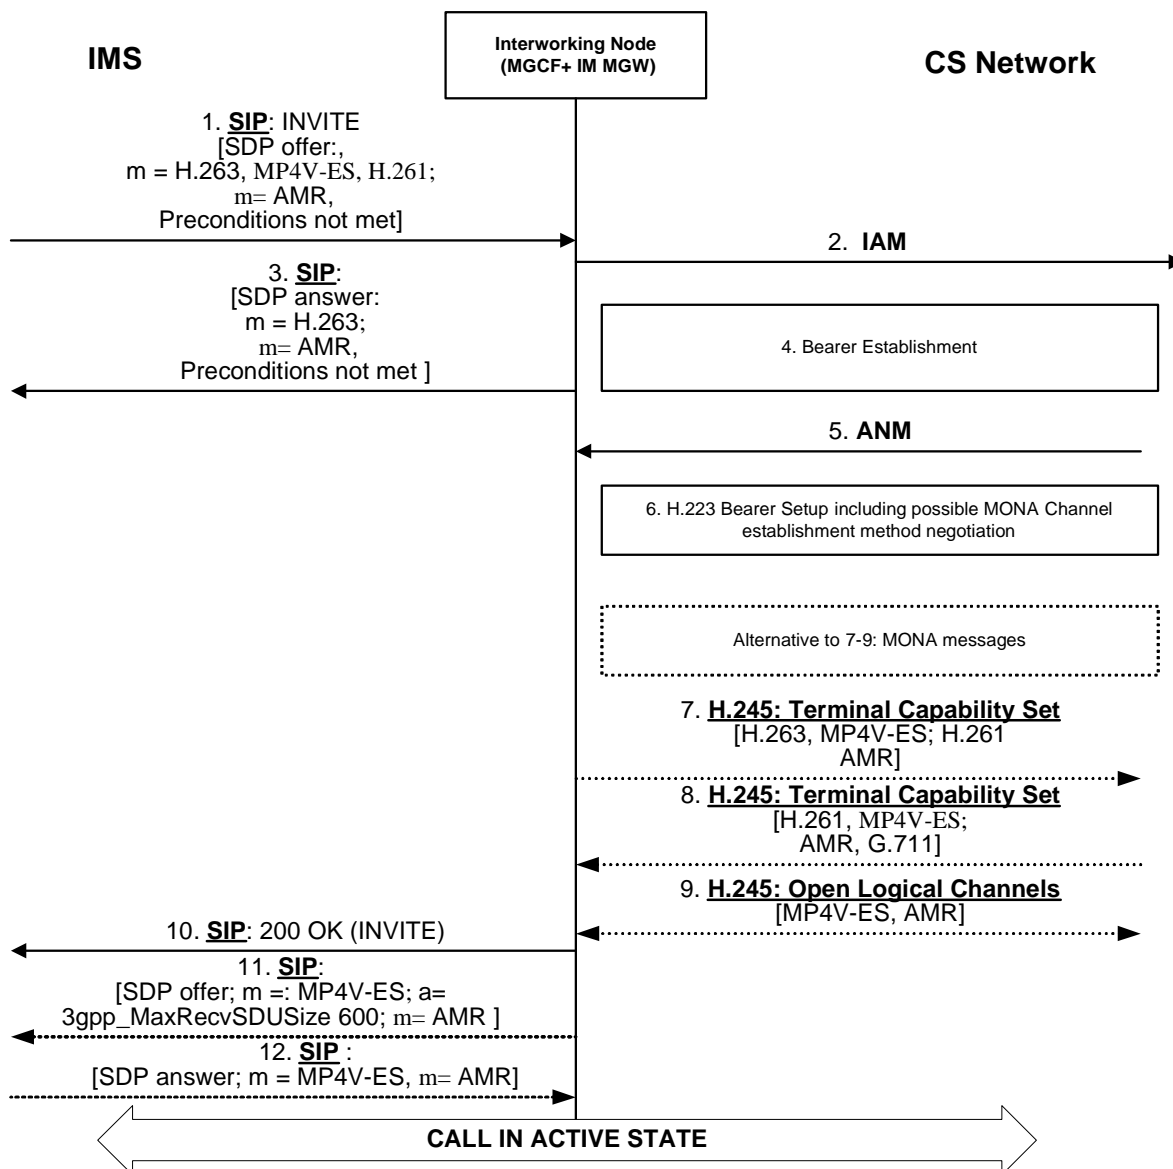 IMS
Interworking Node
(MGCF+ IM MGW)
CS Network
1. SIP: INVITE
[SDP offer:,
m = H.263, MP4V-ES, H.261;
m= AMR,
Preconditions not met]
2. IAM
3. SIP:
[SDP answer:
m = H.263;
m= AMR,
Preconditions not met ]
4. Bearer Establishment
5. ANM
6. H.223 Bearer Setup including possible MONA Channel
establishment method negotiation
Alternative to 7-9: MONA messages
7. H.245: Terminal Capability Set
[H.263, MP4V-ES; H.261
AMR]
8. H.245: Terminal Capability Set
[H.261, MP4V-ES;
AMR, G.711]
9. H.245: Open Logical Channels
[MP4V-ES, AMR]
10. SIP: 200 OK (INVITE)
11. SIP:
[SDP offer; m =: MP4V-ES; a=
3gpp_MaxRecvSDUSize 600; m= AMR ]
12. SIP :
[SDP answer; m = MP4V-ES, m= AMR]
CALL IN ACTIVE STATE